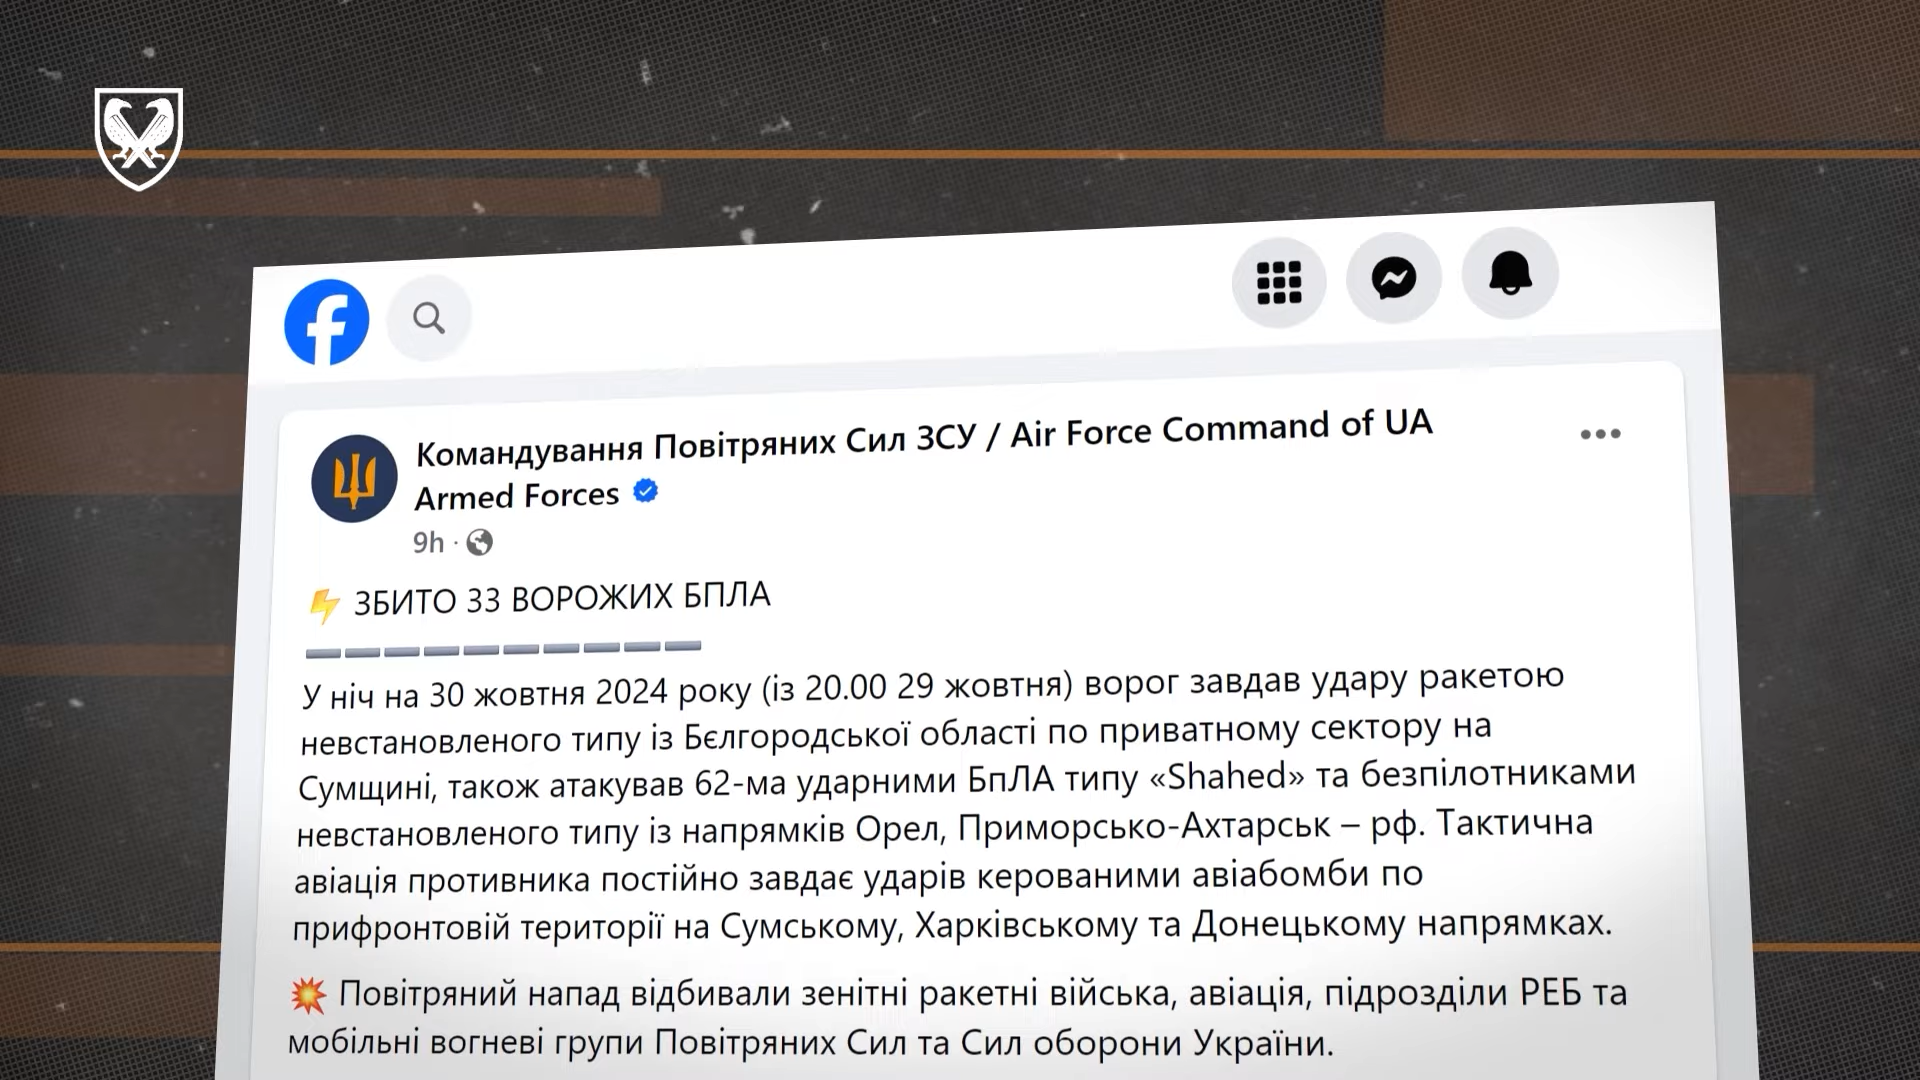 Командування Повітряних Сил ЗСУ / Air Force Command of UA
Armed Forces
9h ·
ЗБИТО 33 ВОРОЖИХ БПЛА
У ніч на 30 жовтня 2024 року (із 20.00 29 жовтня) ворог завдав удару ракетою
невстановленого типу із Бєлгородської області по приватному сектору на
Сумщині, також атакував 62-ма ударними БпЛА типу «Shahed» та безпілотниками
невстановленого типу із напрямків Орел, Приморсько-Ахтарськ – рф. Тактична
авіація противника постійно завдає ударів керованими авіабомби по
прифронтовій території на Сумському, Харківському та Донецькому напрямках.
Повітряний напад відбивали зенітні ракетні війська, авіація, підрозділи РЕБ та
мобільні вогневі групи Повітряних Сил та Сил оборони України.